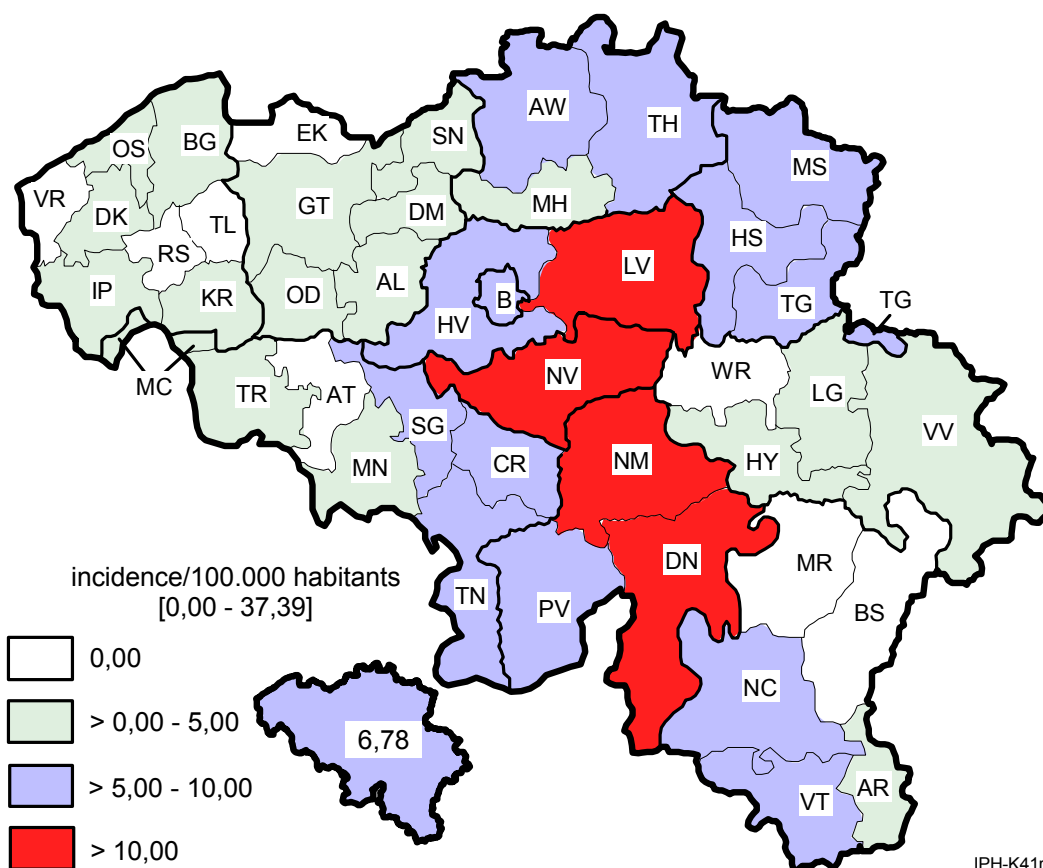 AW
TH
EK
SN
OS
BG
MS
VR
DK
GT
DM
MH
TL
RS
HS
LV
IP
KR
OD
AL
B
HV
TG
TG
MC
TR
AT
NV
WR
LG
SG
VV
MN
CR
NM
HY
DN
MR
BS
TN
PV
NC
VT
AR
incidence/100.000 habitants
[0,00 - 37,39]
0,00
> 0,00 - 5,00
> 5,00 - 10,00
> 10,00
6,78